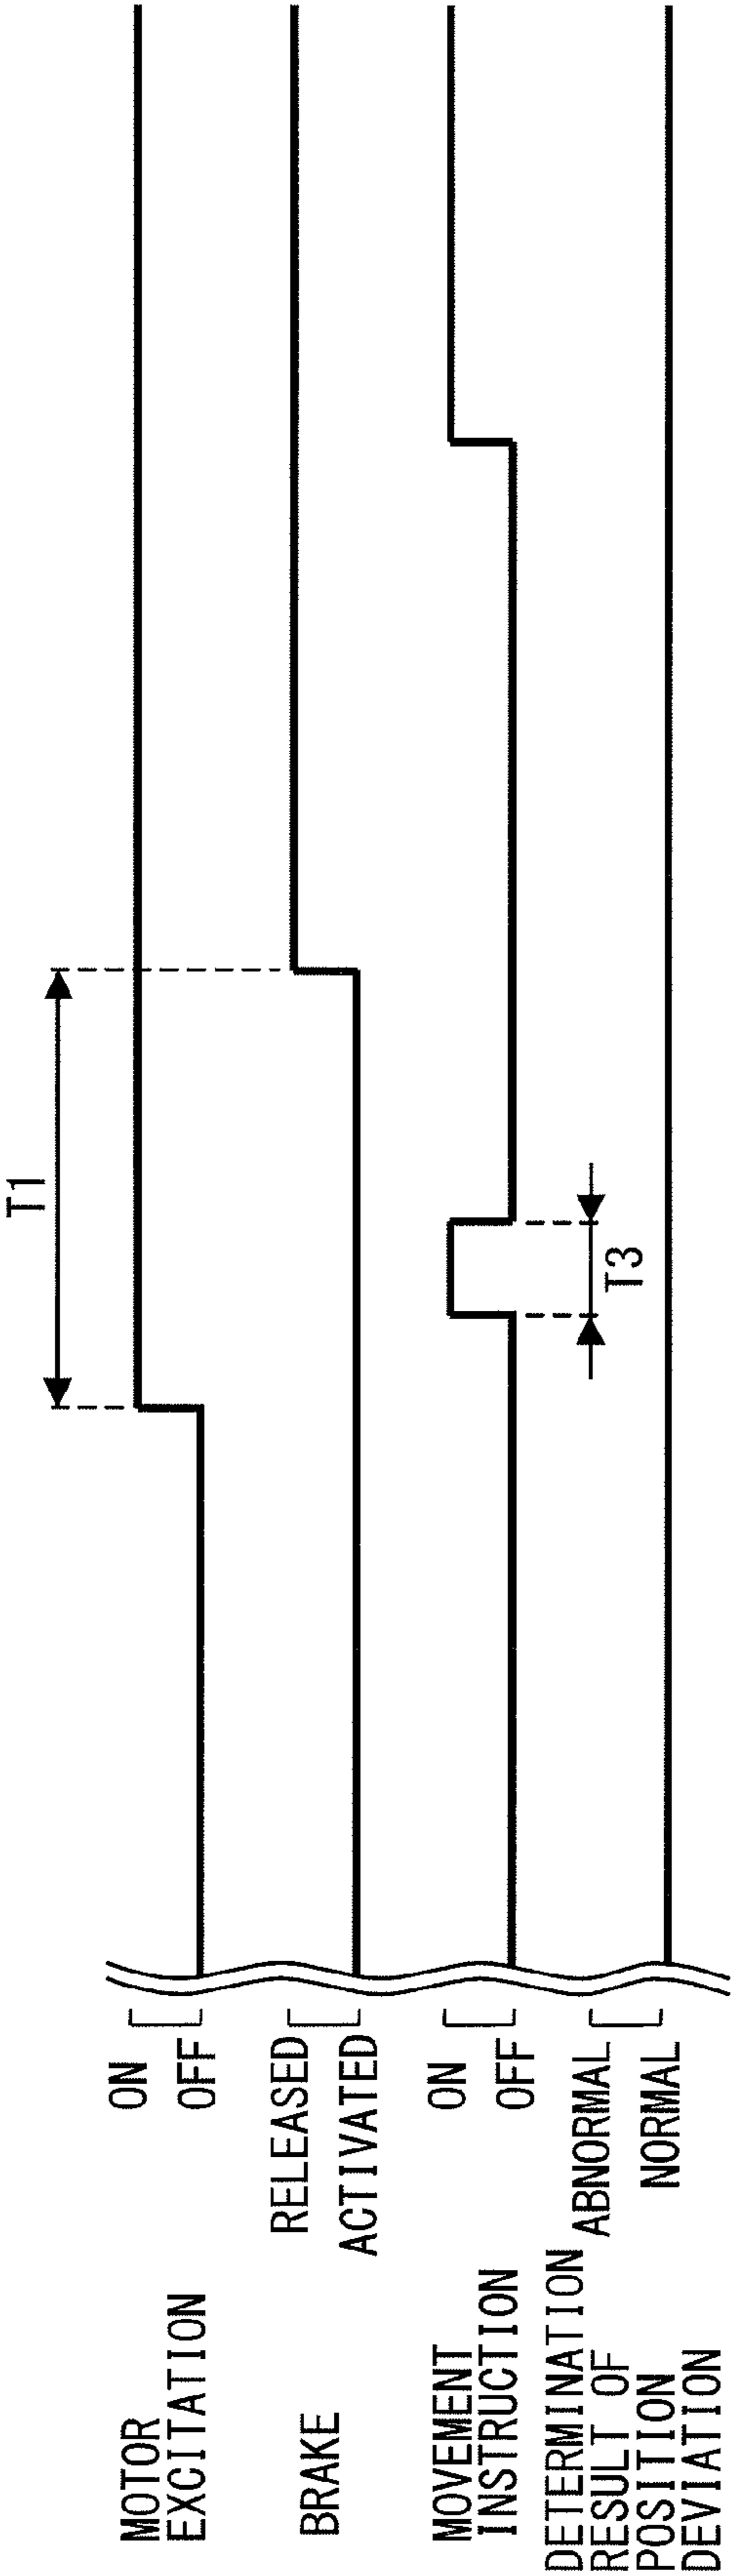 T1
MOTOR
EXCITATION
ON
OFF
BRAKE
RELEASED
ACTIVATED
MOVEMENT
INSTRUCTION
ON
OFF
T3
DETERMINATION
RESULT OF
POSITION
DEVIATION
ABNORMAL
NORMAL